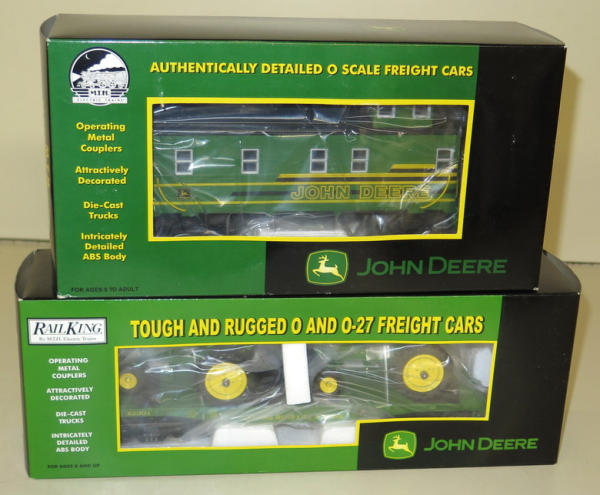 M.T.H.
ELECTRIC TRAINS
AUTHENTICALLY DETAILED O SCALE FREIGHT CARS
Operating
Metal
Couplers
Attractively
Decorated
Die-Cast
Trucks
Intricately
Detailed
ABS Body
JOHN DEERE
FOR AGES 5 TO ADULT
JOHN DEERE
RAILKING
By M.T.H. Electric Trains
TOUGH AND RUGGED O AND O-27 FREIGHT CARS
OPERATING
METAL
COUPLERS
ATTRACTIVELY
DECORATED
DIE-CAST
TRUCKS
INTRICATELY
DETAILED
ABS BODY
JOHN DEERE